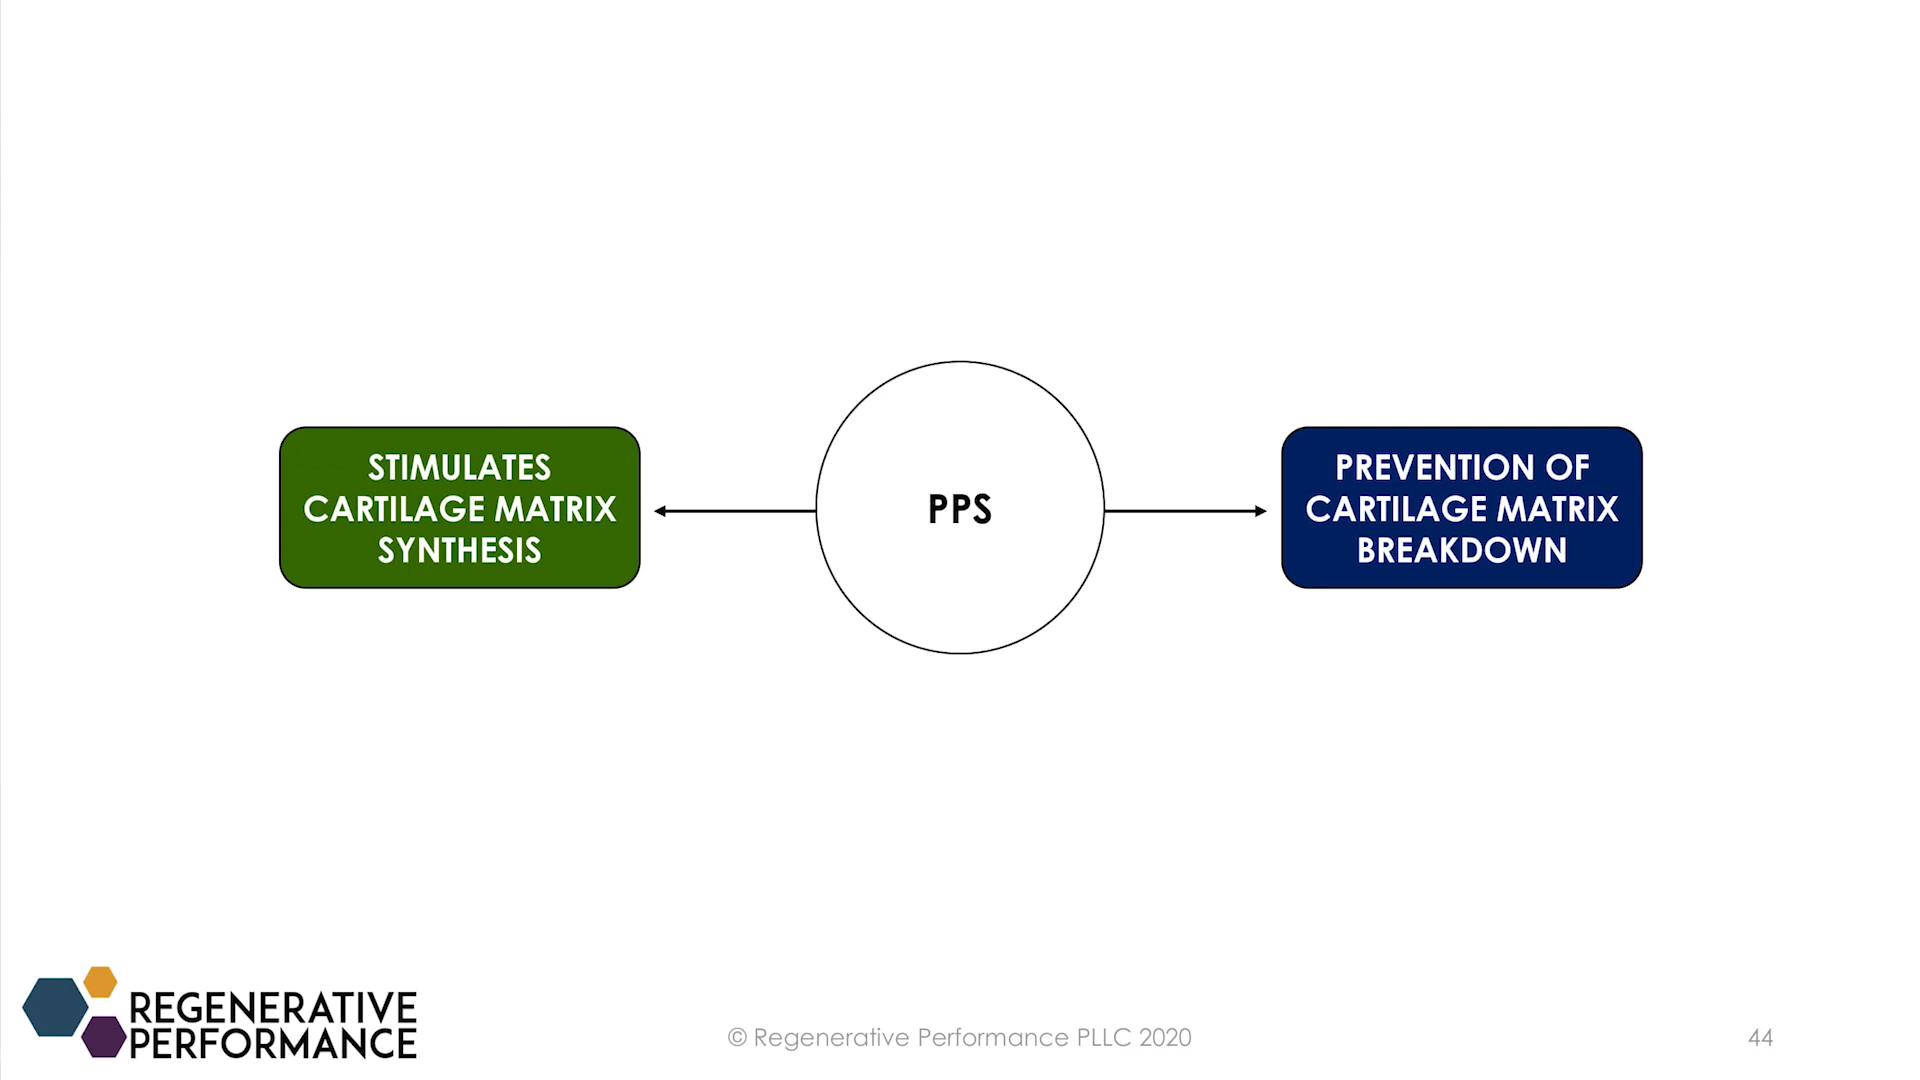 STIMULATES
CARTILAGE MATRIX
SYNTHESIS
PPS
PREVENTION OF
CARTILAGE MATRIX
BREAKDOWN
REGENERATIVE
PERFORMANCE
© Regenerative Performance PLLC 2020
44